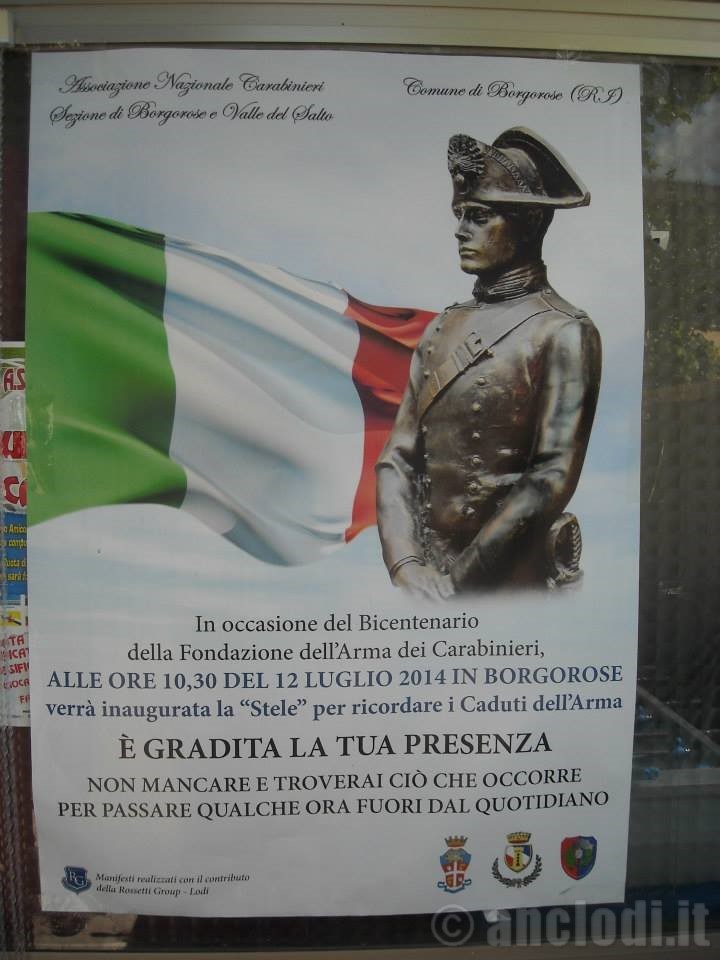 Associazione Nazionale Carabinieri
Sezione di Borgorose e Valle del Salto
Comune di Borgorose (RI)
In occasione del Bicentenario
della Fondazione dell'Arma dei Carabinieri,
ALLE ORE 10,30 DEL 12 LUGLIO 2014 IN BORGOROSE
verrà inaugurata la “Stele” per ricordare i Caduti dell'Arma
È GRADITA LA TUA PRESENZA
NON MANCARE E TROVERAI CIÒ CHE OCCORRE
PER PASSARE QUALCHE ORA FUORI DAL QUOTIDIANO
RG
Manifesti realizzati con il contributo
della Rossetti Group - Lodi
© anclodi.it